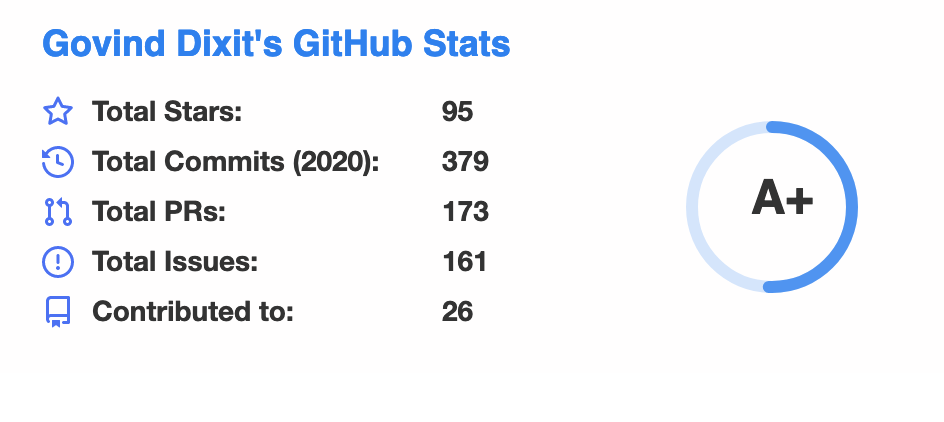 Govind Dixit's GitHub Stats
Total Stars: 95
Total Commits (2020): 379
Total PRs: 173
Total Issues: 161
Contributed to: 26
A+